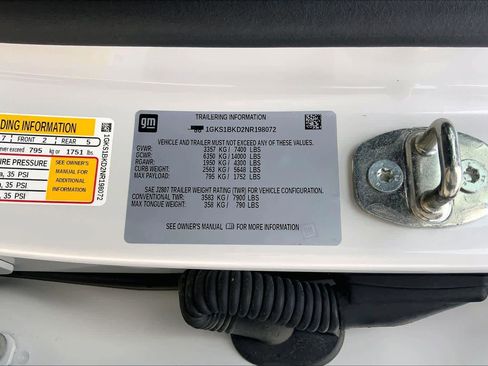 DING INFORMATION
7 FRONT 2 REAR 5
exceed 795 kg or 1751 lbs
URE PRESSURE
, 35 PSI
, 35 PSI
, 35 PSI
SEE OWNER'S
MANUAL FOR
ADDITIONAL
INFORMATION
1GKS1BKD2NR198072
gm
TRAILERING INFORMATION
1GKS1BKD2NR198072
VEHICLE AND TRAILER MUST NOT EXCEED ANY OF THESE VALUES.
GVWR: 3357 KG / 7400 LBS
GCWR: 6350 KG / 14000 LBS
RGAWR: 1950 KG / 4300 LBS
CURB WEIGHT: 2563 KG / 5648 LBS
MAX PAYLOAD: 795 KG / 1752 LBS
SAE J2807 TRAILER WEIGHT RATING (TWR) FOR VEHICLE CONFIGURATION.
CONVENTIONAL TWR: 3583 KG / 7900 LBS
MAX TONGUE WEIGHT: 358 KG / 790 LBS
SEE OWNER'S MANUAL FOR MORE INFORMATION